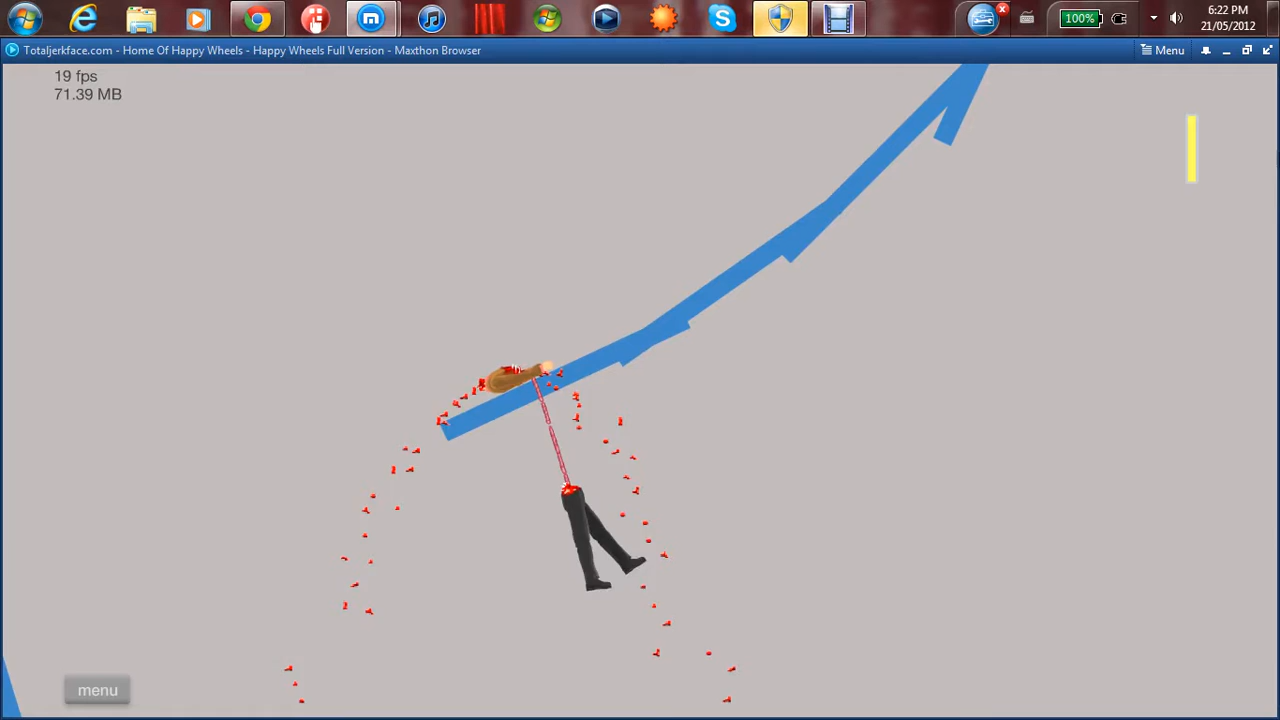 100%
6:22 PM
21/05/2012
Totaljerkface.com - Home Of Happy Wheels - Happy Wheels Full Version - Maxthon Browser
Menu
19 fps
71.39 MB
menu